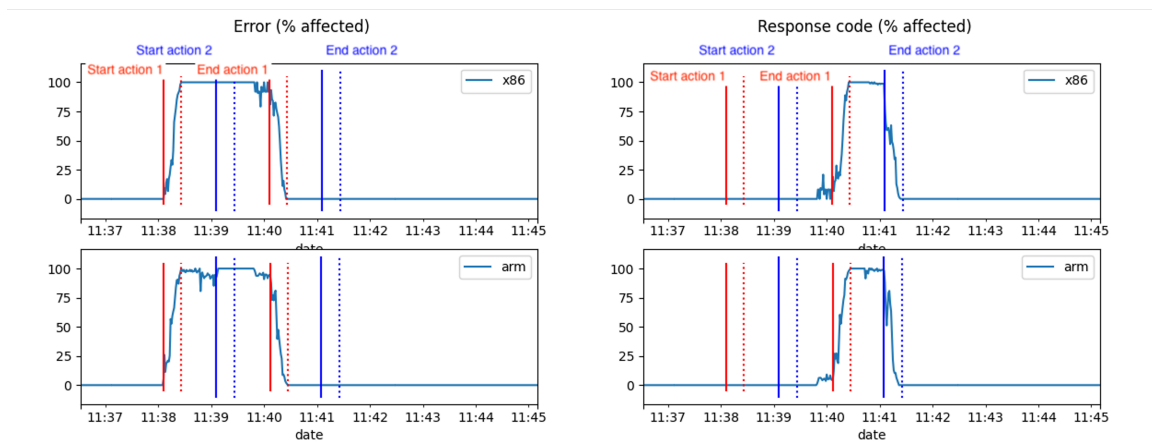 Error (% affected)
Response code (% affected)
Start action 2
End action 2
Start action 2
End action 2
Start action 1
End action 1
Start action 1
End action 1
100
75
50
25
0
x86
100
75
50
25
0
x86
11:37 11:38 11:39 11:40 11:41 11:42 11:43 11:44 11:45
date
11:37 11:38 11:39 11:40 11:41 11:42 11:43 11:44 11:45
date
100
75
50
25
0
arm
100
75
50
25
0
arm
11:37 11:38 11:39 11:40 11:41 11:42 11:43 11:44 11:45
date
11:37 11:38 11:39 11:40 11:41 11:42 11:43 11:44 11:45
date